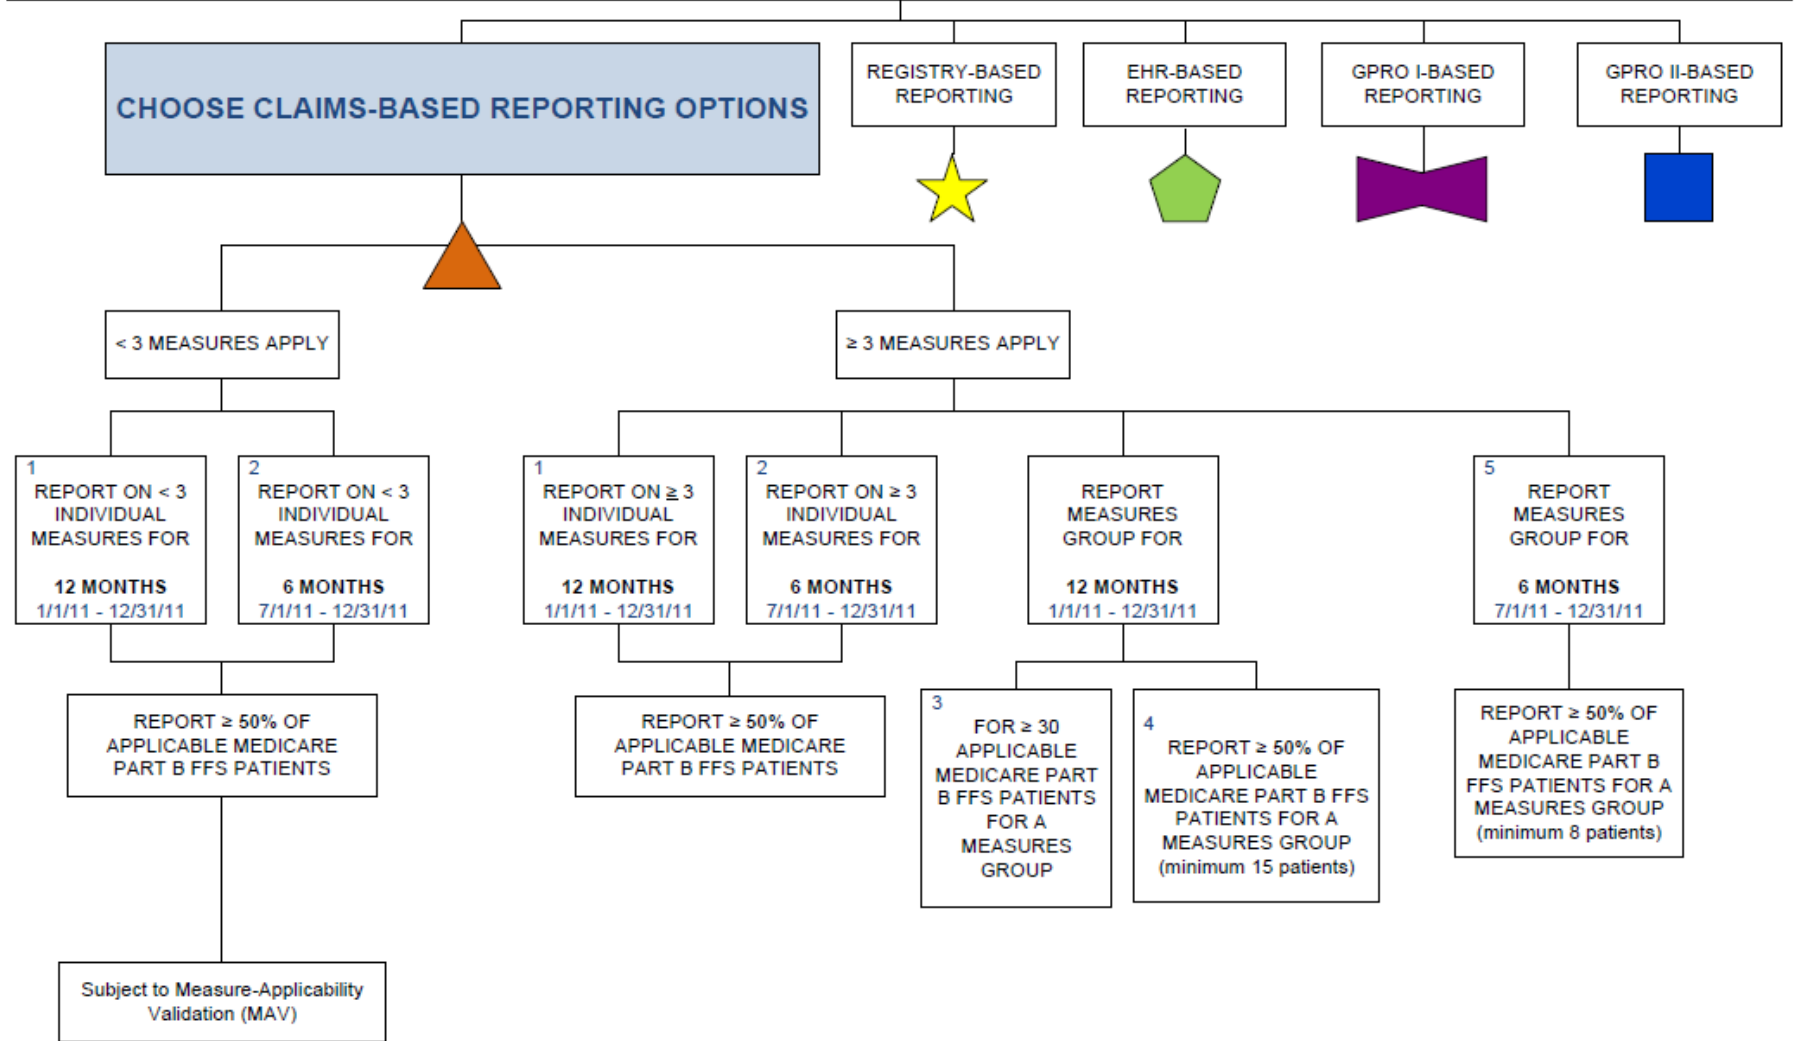 CHOOSE CLAIMS-BASED REPORTING OPTIONS
REGISTRY-BASED
REPORTING
EHR-BASED
REPORTING
GPRO I-BASED
REPORTING
GPRO II-BASED
REPORTING
< 3 MEASURES APPLY
≥ 3 MEASURES APPLY
1
REPORT ON < 3
INDIVIDUAL
MEASURES FOR
12 MONTHS
1/1/11 - 12/31/11
2
REPORT ON < 3
INDIVIDUAL
MEASURES FOR
6 MONTHS
7/1/11 - 12/31/11
1
REPORT ON ≥ 3
INDIVIDUAL
MEASURES FOR
12 MONTHS
1/1/11 - 12/31/11
2
REPORT ON ≥ 3
INDIVIDUAL
MEASURES FOR
6 MONTHS
7/1/11 - 12/31/11
REPORT
MEASURES
GROUP FOR
12 MONTHS
1/1/11 - 12/31/11
5
REPORT
MEASURES
GROUP FOR
6 MONTHS
7/1/11 - 12/31/11
REPORT ≥ 50% OF
APPLICABLE MEDICARE
PART B FFS PATIENTS
REPORT ≥ 50% OF
APPLICABLE MEDICARE
PART B FFS PATIENTS
3
FOR ≥ 30
APPLICABLE
MEDICARE PART
B FFS PATIENTS
FOR A
MEASURES
GROUP
4
REPORT ≥ 50% OF
APPLICABLE
MEDICARE PART B FFS
PATIENTS FOR A
MEASURES GROUP
(minimum 15 patients)
REPORT ≥ 50% OF
APPLICABLE
MEDICARE PART B
FFS PATIENTS FOR A
MEASURES GROUP
(minimum 8 patients)
Subject to Measure-Applicability
Validation (MAV)